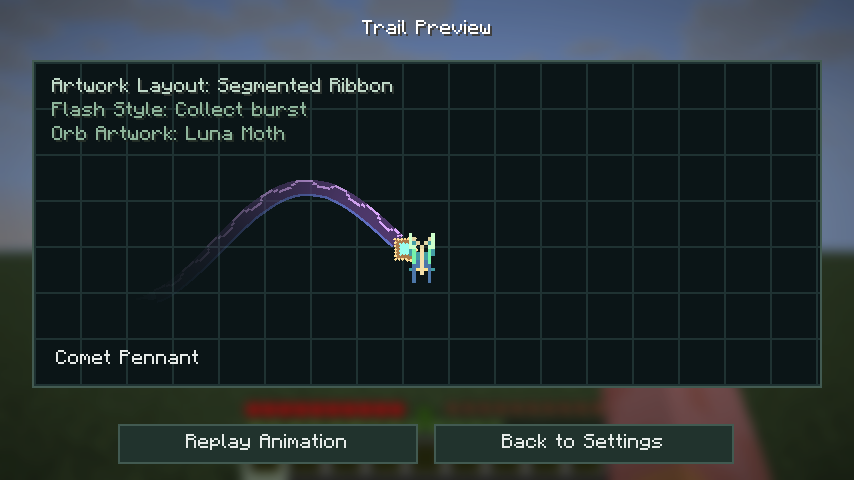 Trail Preview
Artwork Layout: Segmented Ribbon
Flash Style: Collect burst
Orb Artwork: Luna Moth
Comet Pennant
Replay Animation
Back to Settings